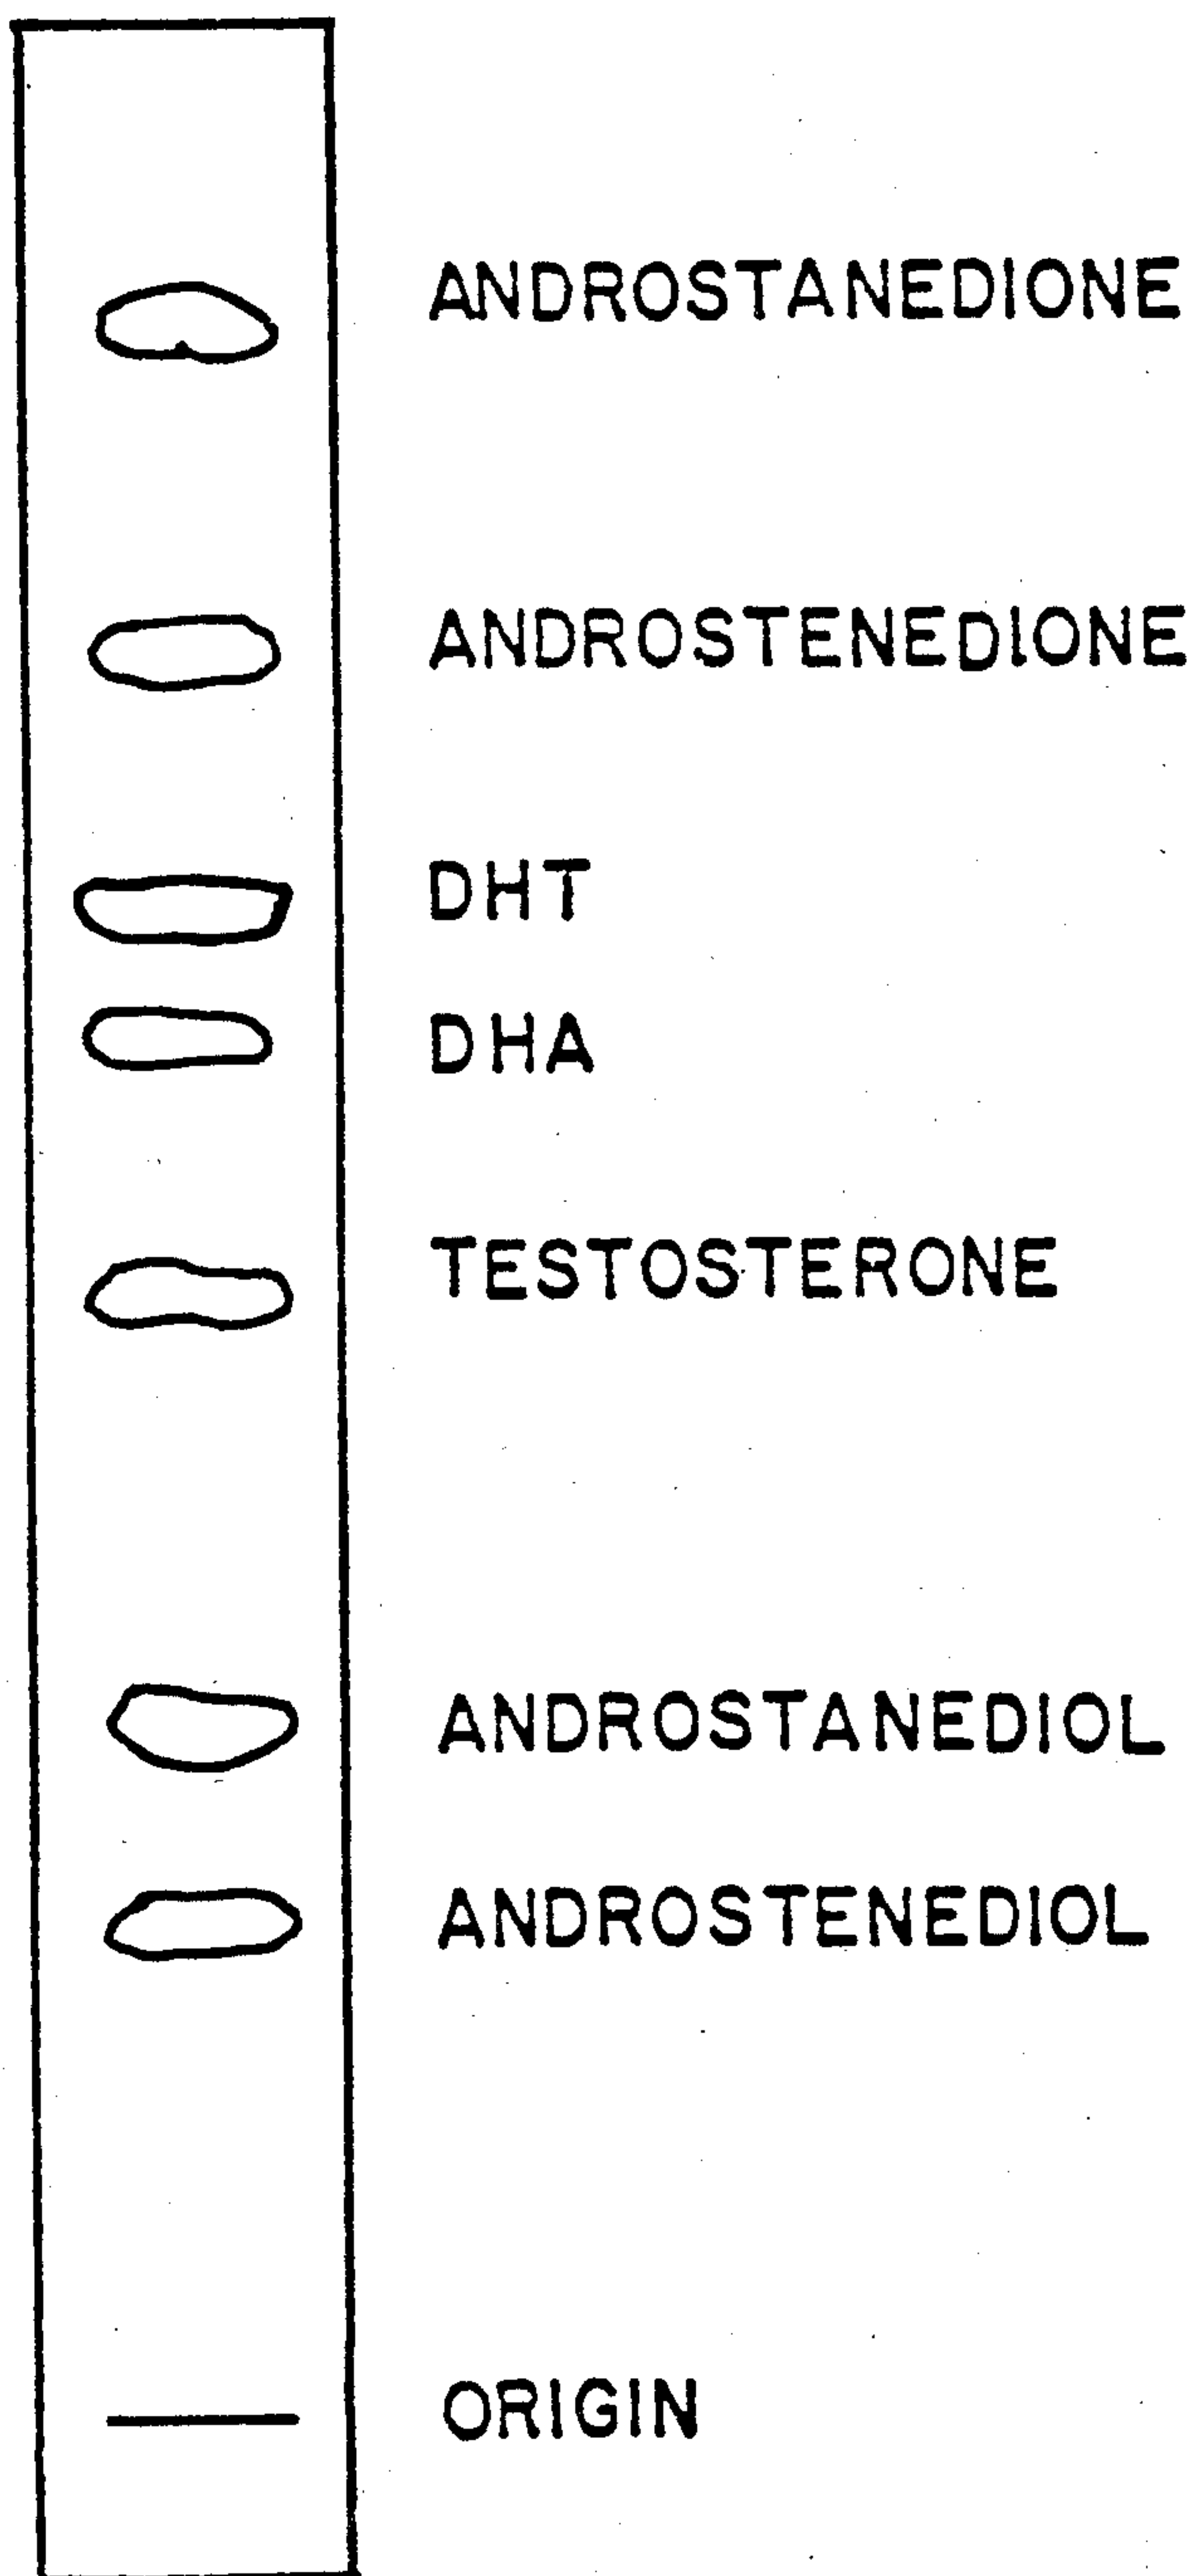 ANDROSTANEDIONE
ANDROSTENEDIONE
DHT
DHA
TESTOSTERONE
ANDROSTANEDIOL
ANDROSTENEDIOL
ORIGIN